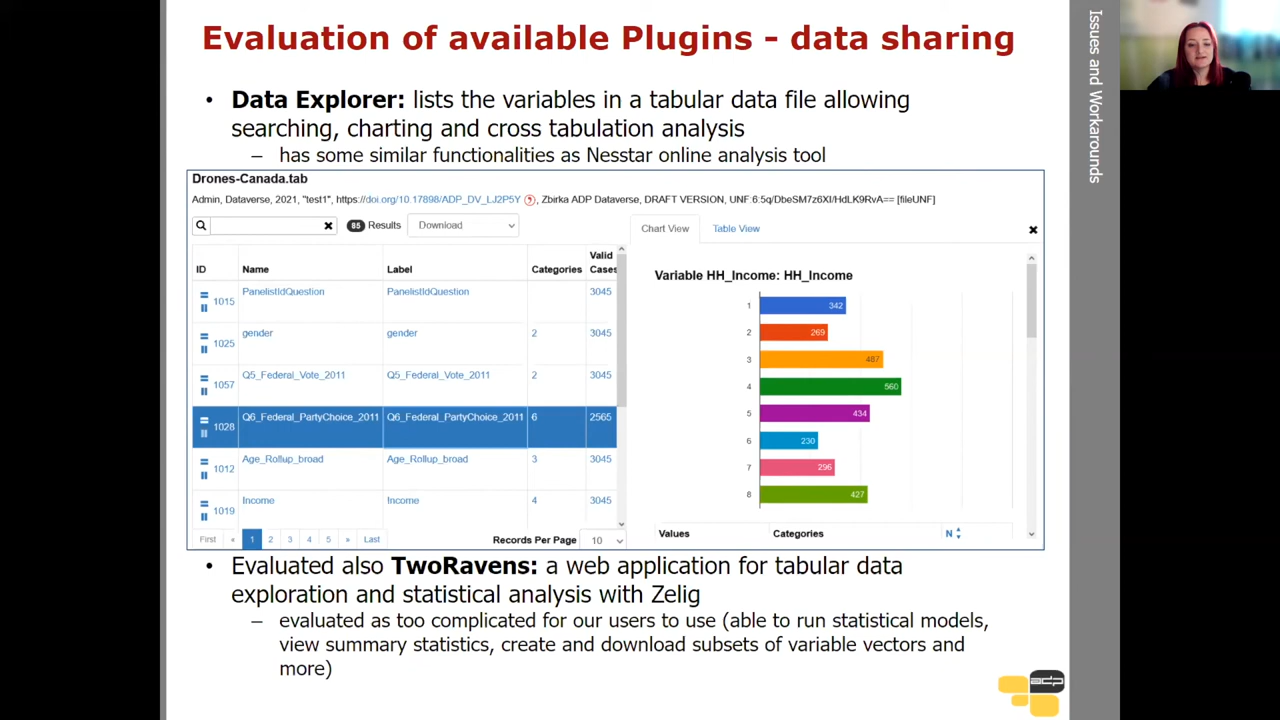 Evaluation of available Plugins - data sharing
Issues and Workarounds
• Data Explorer: lists the variables in a tabular data file allowing
searching, charting and cross tabulation analysis
– has some similar functionalities as Nesstar online analysis tool
Drones-Canada.tab
Admin, Dataverse, 2021, "test1", https://doi.org/10.17898/ADP_DV_LJ2P5Y, Zbirka ADP Dataverse, DRAFT VERSION, UNF:6:5q/DbeSM7z6XI/HdLK9RvA== [fileUNF]
85 Results Download
Chart View Table View
ID Name Label Categories Valid Cases
1015 PanelistIdQuestion PanelistIdQuestion 3045
1025 gender gender 2 3045
1057 Q5_Federal_Vote_2011 Q5_Federal_Vote_2011 2 3045
1028 Q6_Federal_PartyChoice_2011 Q6_Federal_PartyChoice_2011 6 2565
1012 Age_Rollup_broad Age_Rollup_broad 3 3045
1019 Income Income 4 3045
First « 1 2 3 4 5 » Last Records Per Page 10
Variable HH_Income: HH_Income
1 342
2 269
3 487
4 560
5 434
6 230
7 296
8 427
Values Categories N
• Evaluated also TwoRavens: a web application for tabular data
exploration and statistical analysis with Zelig
– evaluated as too complicated for our users to use (able to run statistical models,
view summary statistics, create and download subsets of variable vectors and
more)
adp